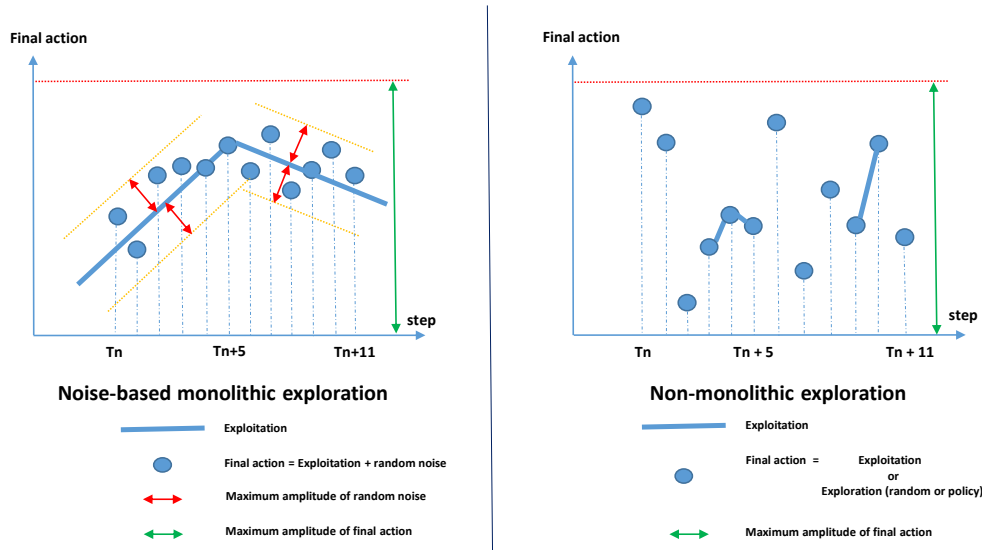 Final action
step
Tn
Tn+5
Tn+11
Noise-based monolithic exploration
Exploitation
Final action = Exploitation + random noise
Maximum amplitude of random noise
Maximum amplitude of final action
Final action
step
Tn
Tn + 5
Tn + 11
Non-monolithic exploration
Exploitation
Final action = Exploitation
or
Exploration (random or policy)
Maximum amplitude of final action